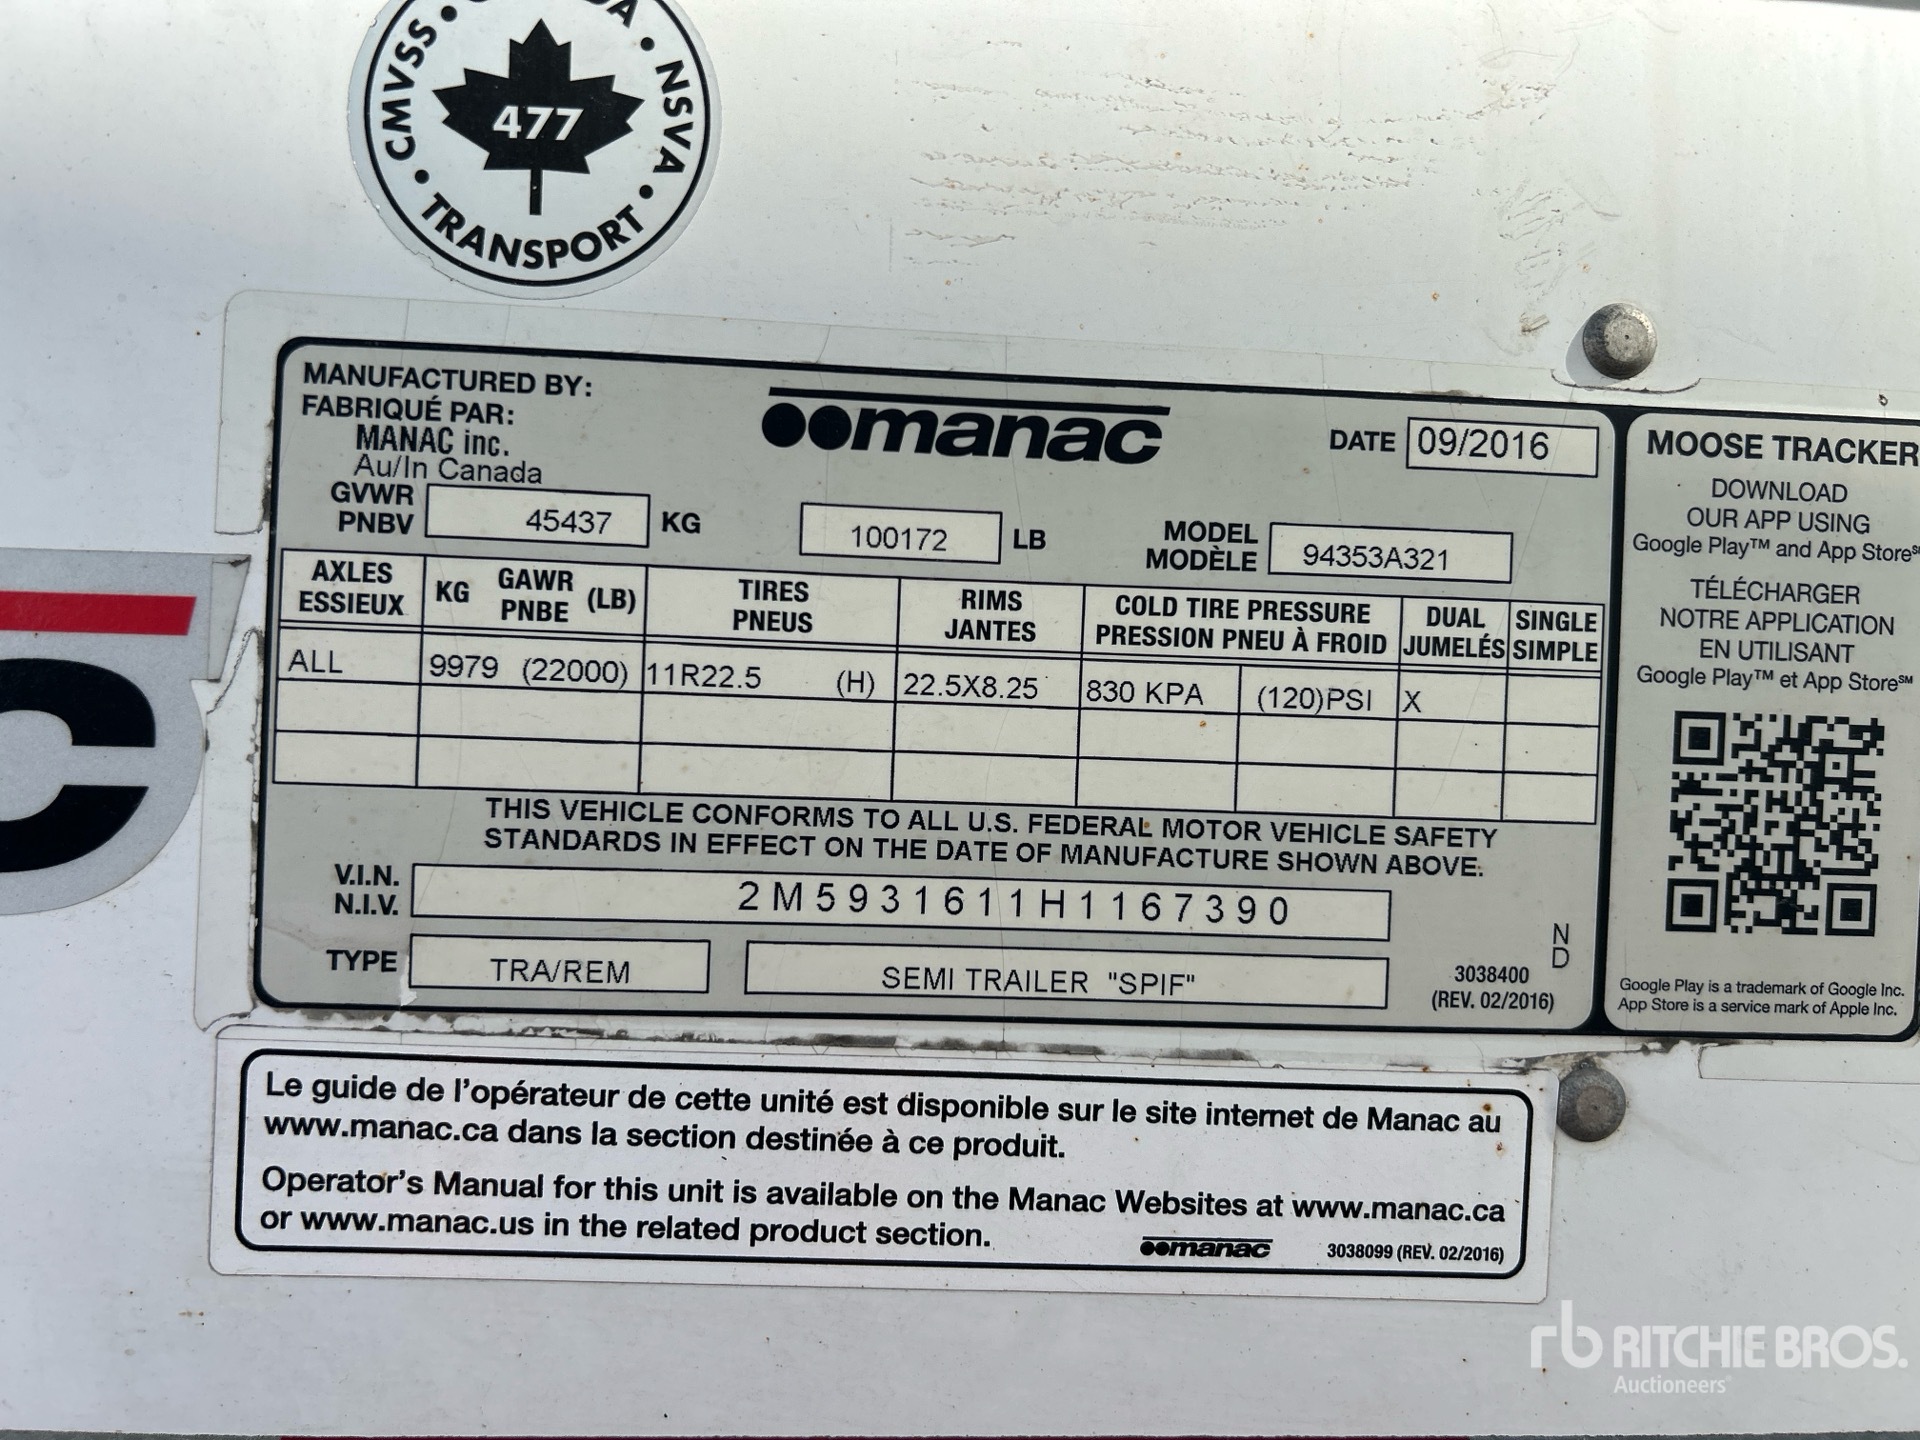 CMVSS • CANADA • NSVA • TRANSPORT •
477
MANUFACTURED BY:
FABRIQUÉ PAR:
MANAC inc.
Au/In Canada
manac
DATE 09/2016
GVWR
PNBV
45437 KG
100172 LB
MODEL
MODÈLE
94353A321
AXLES
ESSIEUX
KG GAWR (LB)
PNBE
TIRES
PNEUS
RIMS
JANTES
COLD TIRE PRESSURE
PRESSION PNEU À FROID
DUAL
JUMELÉS
SINGLE
SIMPLE
ALL 9979 (22000) 11R22.5 (H) 22.5X8.25 830 KPA (120)PSI X
THIS VEHICLE CONFORMS TO ALL U.S. FEDERAL MOTOR VEHICLE SAFETY
STANDARDS IN EFFECT ON THE DATE OF MANUFACTURE SHOWN ABOVE.
V.I.N.
N.I.V.
2M5931611H1167390
TYPE TRA/REM SEMI TRAILER "SPIF"
N
D
3038400
(REV. 02/2016)
MOOSE TRACKER
DOWNLOAD
OUR APP USING
Google Play™ and App Store℠
TÉLÉCHARGER
NOTRE APPLICATION
EN UTILISANT
Google Play™ et App Store℠
Google Play is a trademark of Google Inc.
App Store is a service mark of Apple Inc.
C
Le guide de l'opérateur de cette unité est disponible sur le site internet de Manac au
www.manac.ca dans la section destinée à ce produit.
Operator's Manual for this unit is available on the Manac Websites at www.manac.ca
or www.manac.us in the related product section.
manac 3038099 (REV. 02/2016)
rb RITCHIE BROS.
Auctioneers